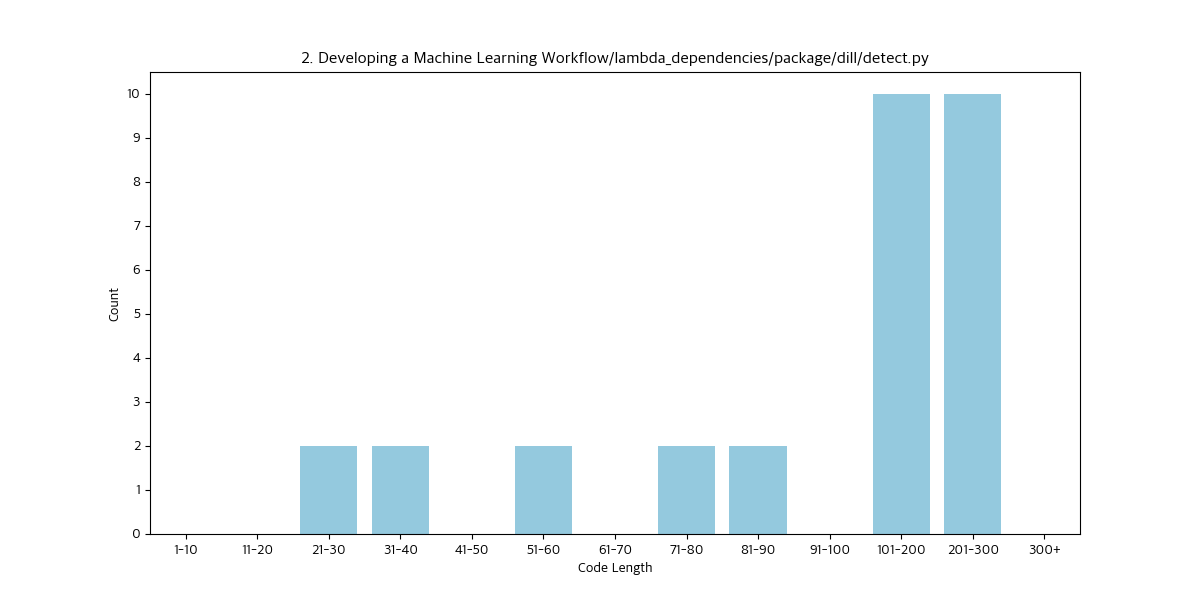 2. Developing a Machine Learning Workflow/lambda_dependencies/package/dill/detect.py
10
9
8
7
6
5
4
3
2
1
0
Count
1-10 11-20 21-30 31-40 41-50 51-60 61-70 71-80 81-90 91-100 101-200 201-300 300+
Code Length